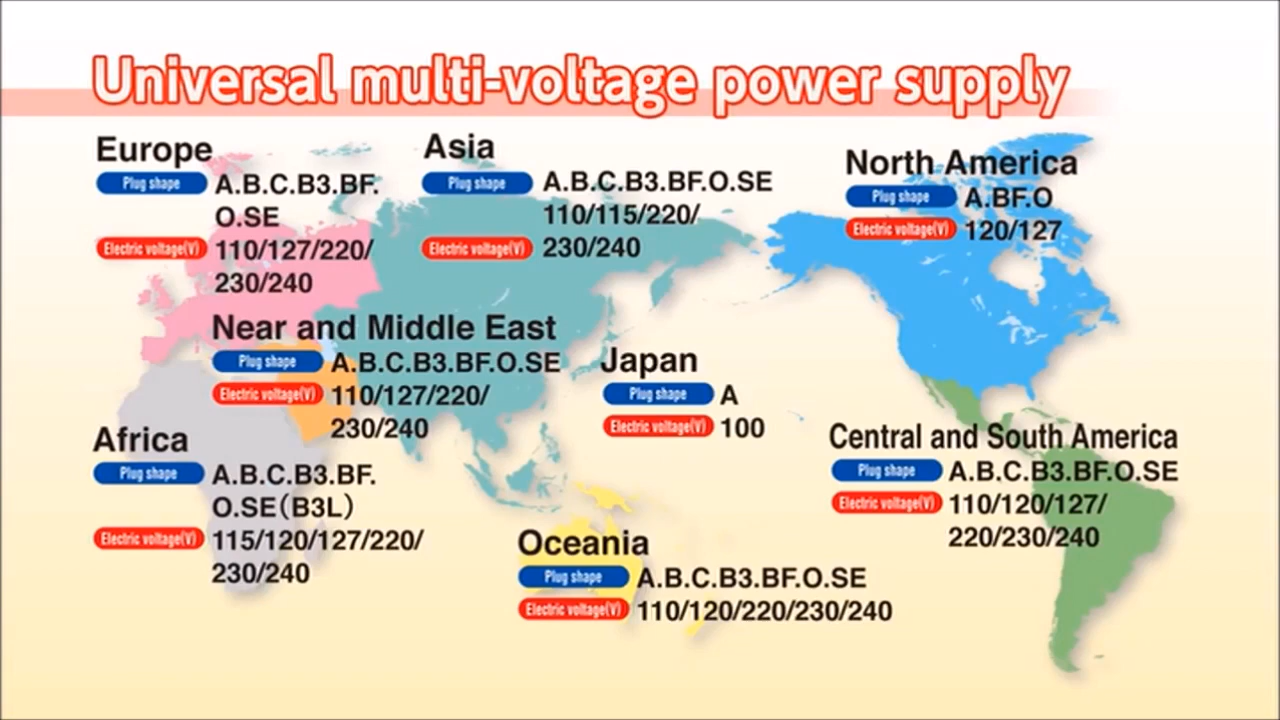 Universal multi-voltage power supply
Europe
Plug shape A.B.C.B3.BF.
O.SE
Electric voltage(V) 110/127/220/
230/240
Asia
Plug shape A.B.C.B3.BF.O.SE
110/115/220/
Electric voltage(V) 230/240
North America
Plug shape A.BF.O
Electric voltage(V) 120/127
Near and Middle East
Plug shape A.B.C.B3.BF.O.SE
Electric voltage(V) 110/127/220/
230/240
Japan
Plug shape A
Electric voltage(V) 100
Africa
Plug shape A.B.C.B3.BF.
O.SE(B3L)
Electric voltage(V) 115/120/127/220/
230/240
Central and South America
Plug shape A.B.C.B3.BF.O.SE
Electric voltage(V) 110/120/127/
220/230/240
Oceania
Plug shape A.B.C.B3.BF.O.SE
Electric voltage(V) 110/120/220/230/240